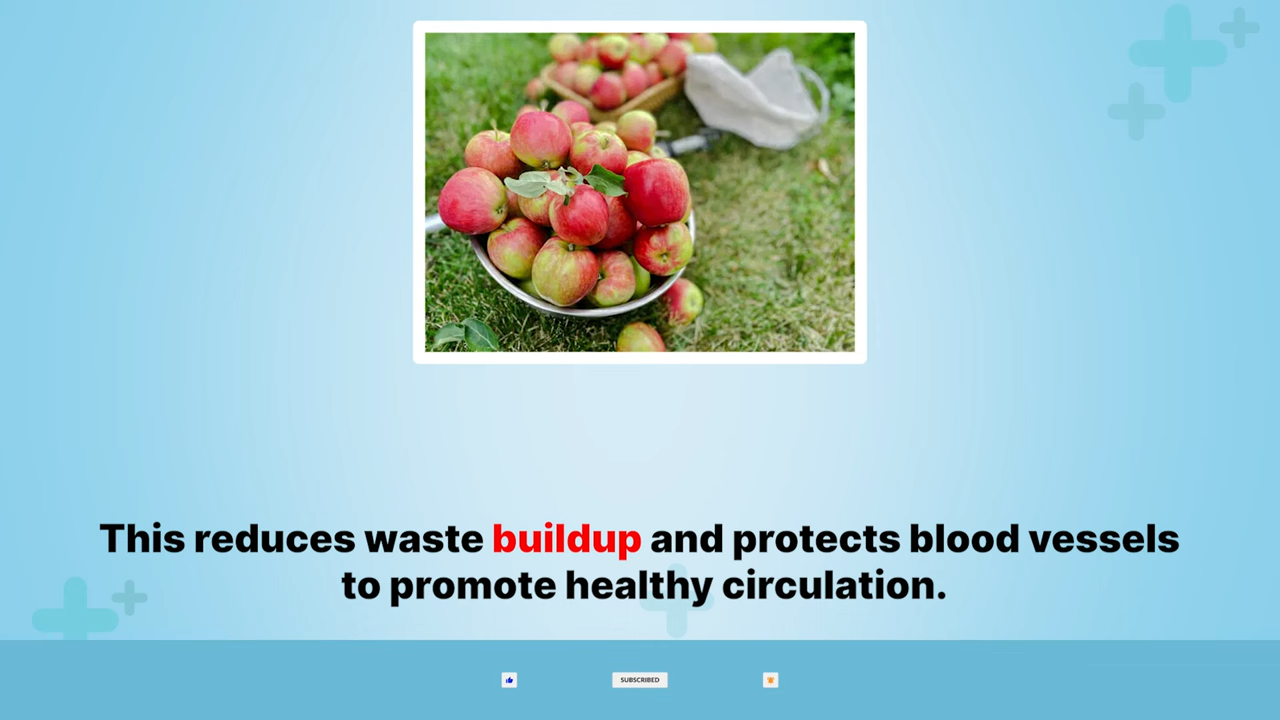 This reduces waste buildup and protects blood vessels
to promote healthy circulation.
SUBSCRIBED